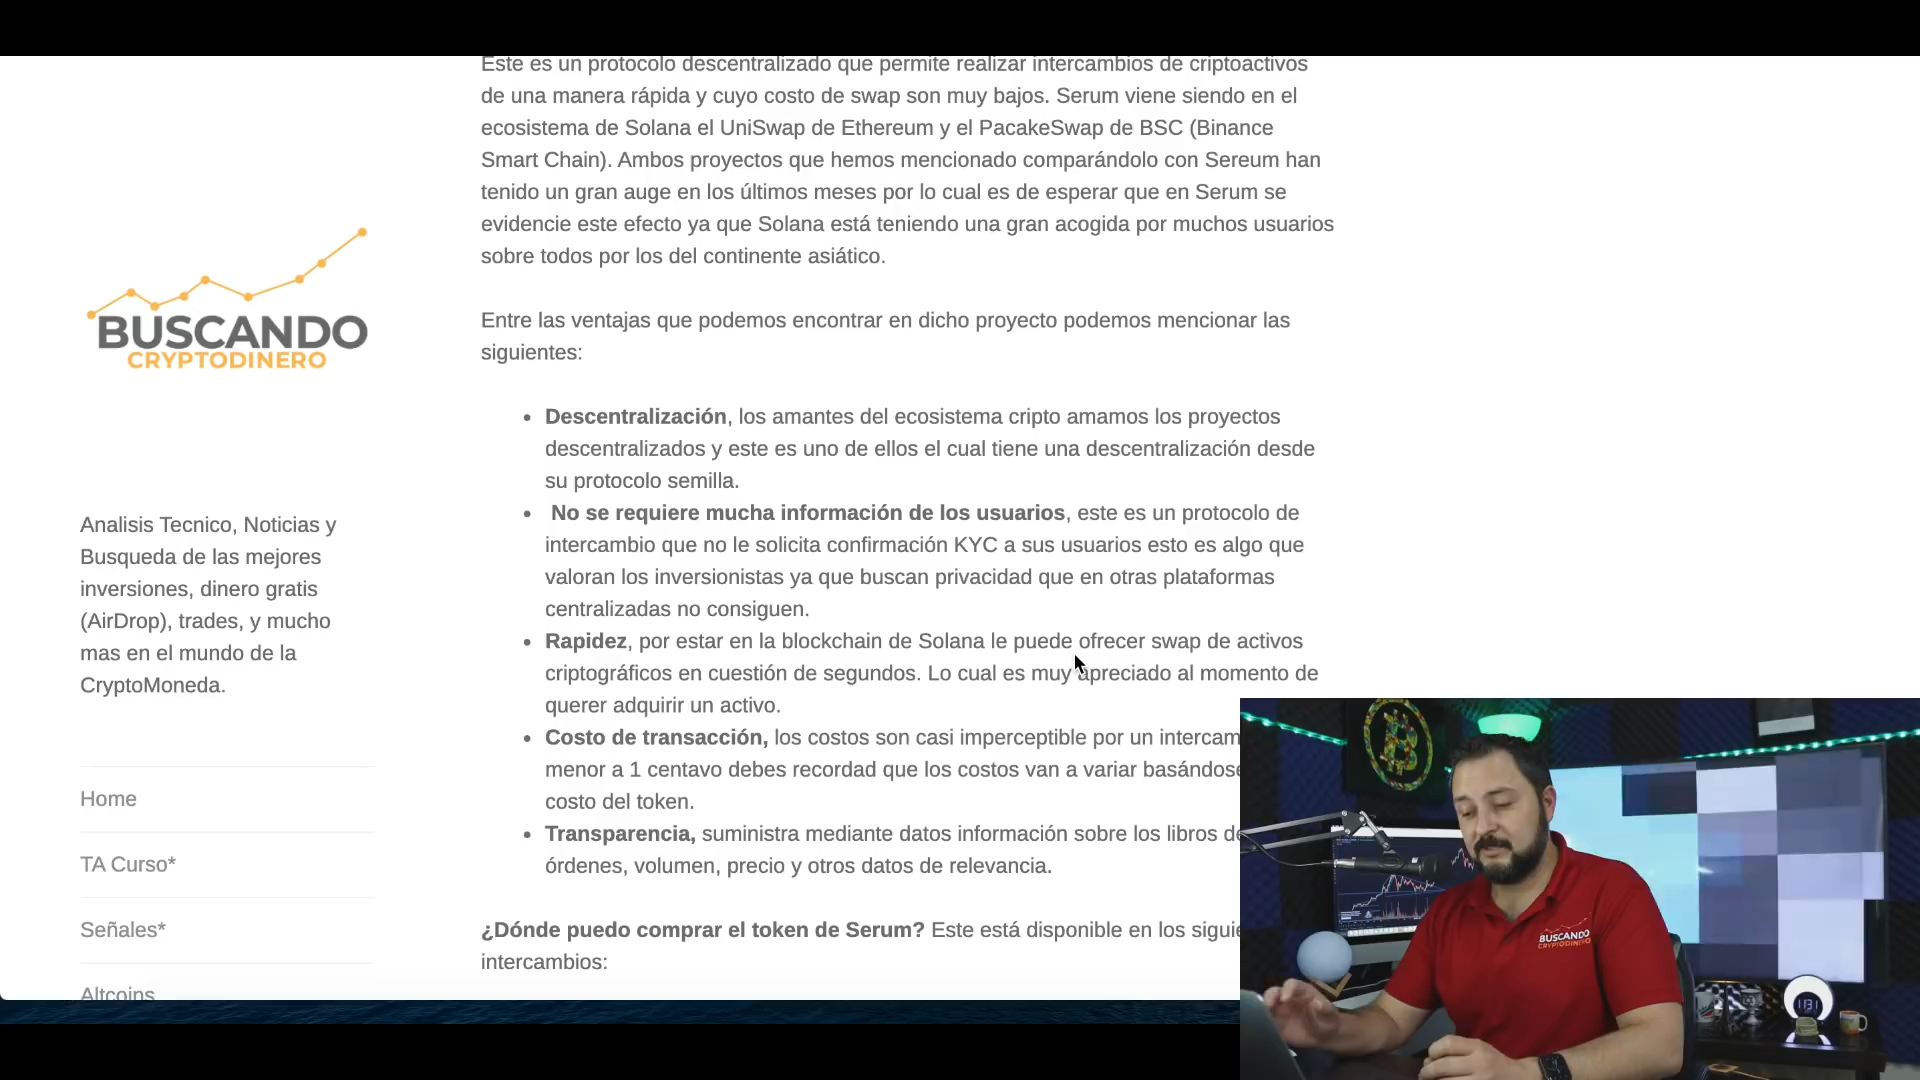 Este es un protocolo descentralizado que permite realizar intercambios de criptoactivos
de una manera rápida y cuyo costo de swap son muy bajos. Serum viene siendo en el
ecosistema de Solana el UniSwap de Ethereum y el PacakeSwap de BSC (Binance
Smart Chain). Ambos proyectos que hemos mencionado comparándolo con Sereum han
tenido un gran auge en los últimos meses por lo cual es de esperar que en Serum se
evidencie este efecto ya que Solana está teniendo una gran acogida por muchos usuarios
sobre todos por los del continente asiático.
Entre las ventajas que podemos encontrar en dicho proyecto podemos mencionar las
siguientes:
• Descentralización, los amantes del ecosistema cripto amamos los proyectos
descentralizados y este es uno de ellos el cual tiene una descentralización desde
su protocolo semilla.
• No se requiere mucha información de los usuarios, este es un protocolo de
intercambio que no le solicita confirmación KYC a sus usuarios esto es algo que
valoran los inversionistas ya que buscan privacidad que en otras plataformas
centralizadas no consiguen.
• Rapidez, por estar en la blockchain de Solana le puede ofrecer swap de activos
criptográficos en cuestión de segundos. Lo cual es muy apreciado al momento de
querer adquirir un activo.
• Costo de transacción, los costos son casi imperceptible por un intercam
menor a 1 centavo debes recordad que los costos van a variar basándose
costo del token.
• Transparencia, suministra mediante datos información sobre los libros de
órdenes, volumen, precio y otros datos de relevancia.
¿Dónde puedo comprar el token de Serum? Este está disponible en los siguie
intercambios:
BUSCANDO
CRYPTODINERO
Analisis Tecnico, Noticias y
Busqueda de las mejores
inversiones, dinero gratis
(AirDrop), trades, y mucho
mas en el mundo de la
CryptoMoneda.
Home
TA Curso*
Señales*
Altcoins
BUSCANDO
CRYPTODINERO